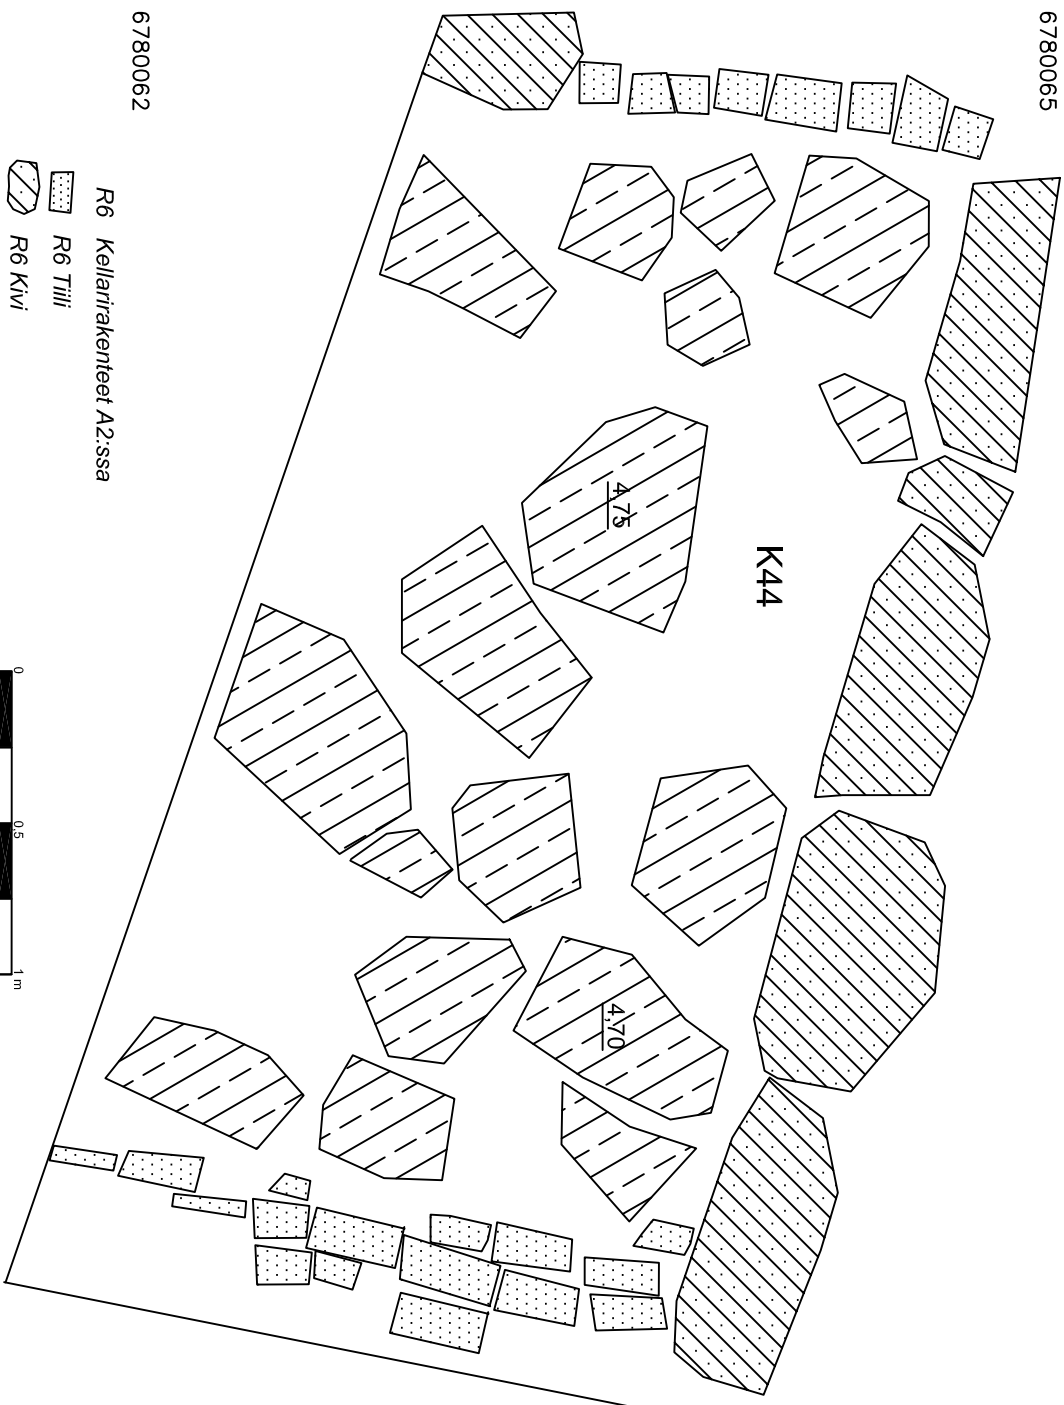 6780065
6780062
K44
4,75
4,70
R6 Kellarirakenteet A2:ssa
R6 Tiili
R6 Kivi
0 0,5 1 m